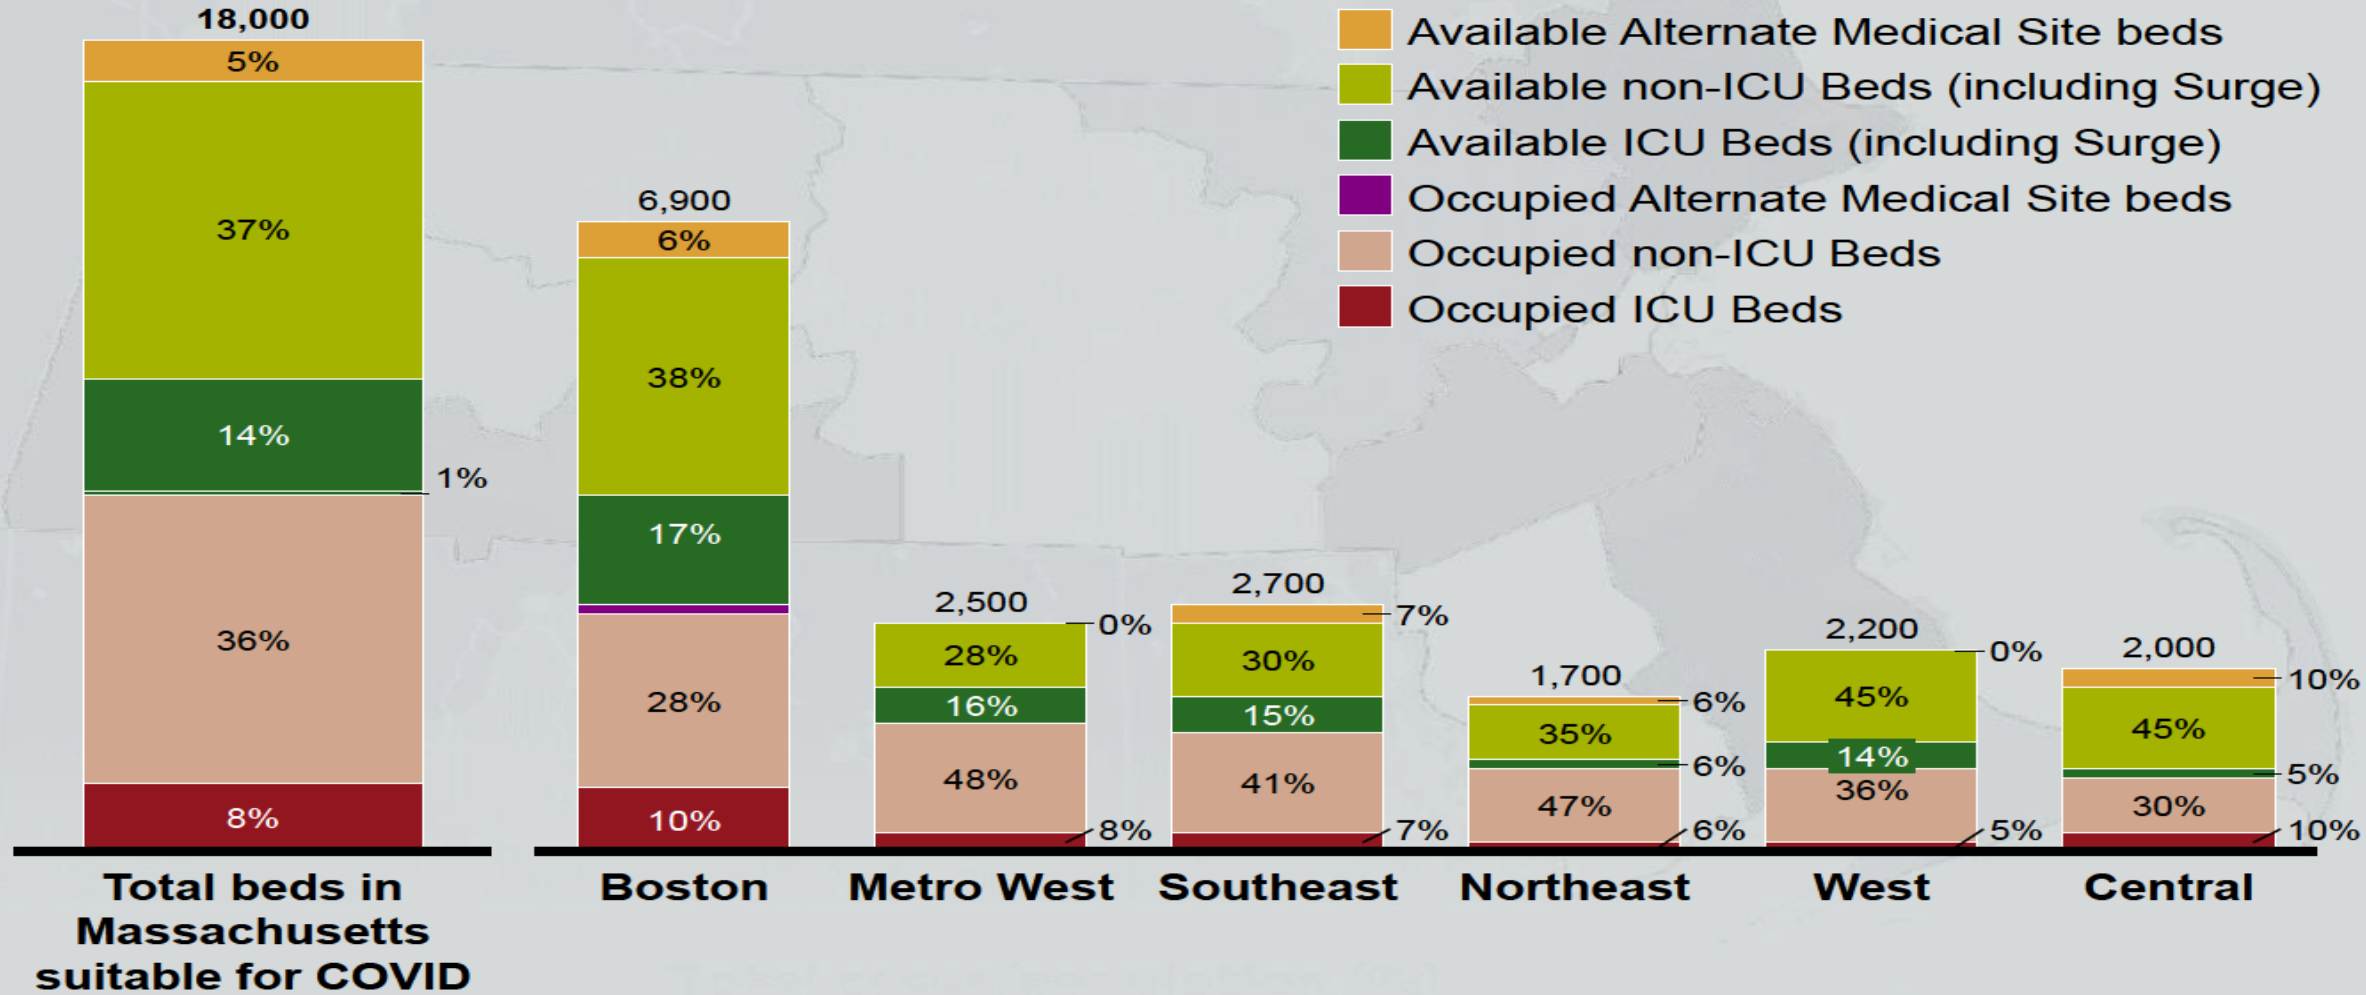 18,000
5%
37%
14%
1%
36%
8%
Total beds in
Massachusetts
suitable for COVID
6,900
6%
38%
17%
28%
10%
Boston
2,500
0%
28%
16%
48%
8%
Metro West
2,700
7%
30%
15%
41%
7%
Southeast
1,700
6%
35%
6%
47%
6%
Northeast
2,200
0%
45%
14%
36%
5%
West
2,000
10%
45%
5%
30%
10%
Central
Available Alternate Medical Site beds
Available non-ICU Beds (including Surge)
Available ICU Beds (including Surge)
Occupied Alternate Medical Site beds
Occupied non-ICU Beds
Occupied ICU Beds